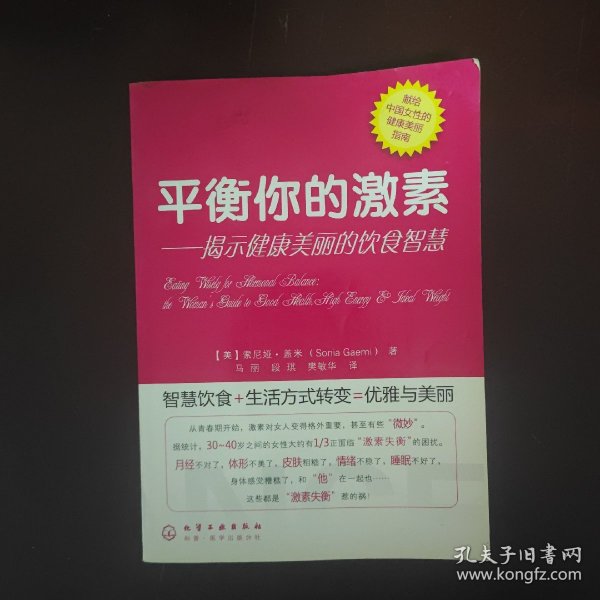 献给
中国女性的
健康美丽
指南
平衡你的激素
——揭示健康美丽的饮食智慧
Eating Wisely for Hormonal Balance:
the Women's Guide to Good Health, High Energy & Ideal Weight
【美】索尼娅·盖米（Sonia Gaemi）著
马丽 段琪 樊敏华 译
智慧饮食+生活方式转变=优雅与美丽
从青春期开始，激素对女人变得格外重要，甚至有些“微妙”。
据统计，30~40岁之间的女性大约有1/3正面临“激素失衡”的困扰。
月经不对了，体形不美了，皮肤粗糙了，情绪不稳了，睡眠不好了，
身体感觉糟糕了，和“他”在一起也……
这些都是“激素失衡”惹的祸！
化学工业出版社
科普·医学出版分社
孔夫子旧书网
www.kongfz.com